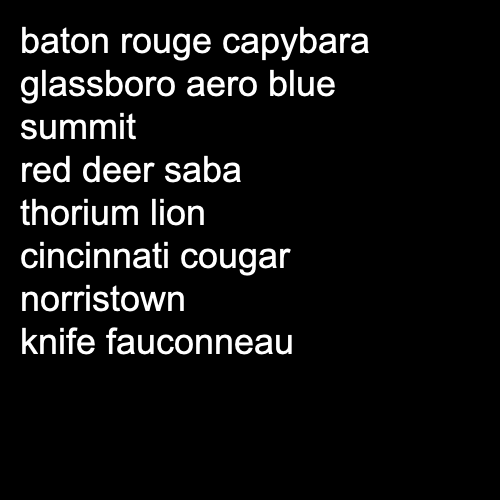 baton rouge capybara
glassboro aero blue
summit
red deer saba
thorium lion
cincinnati cougar
norristown
knife fauconneau